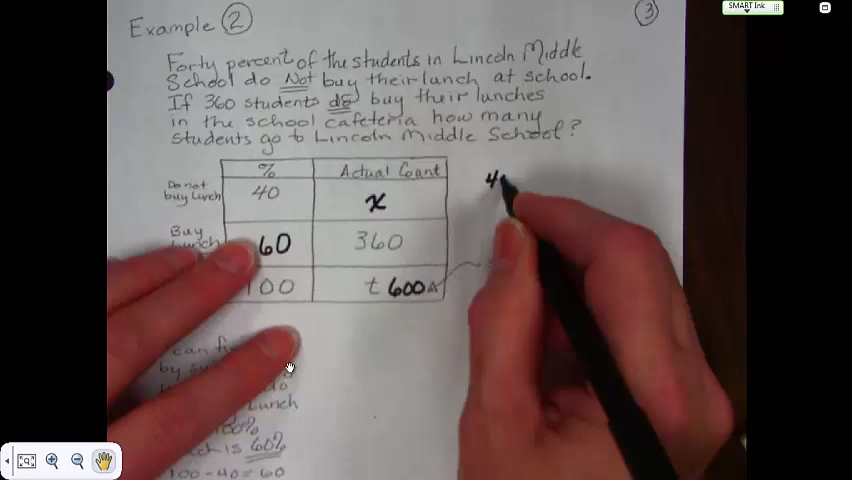 SMART Ink
Example 2
3
Forty percent of the students in Lincoln Middle
School do Not buy their lunch at school.
If 360 students do buy their lunches
in the school cafeteria how many
students go to Lincoln Middle School?
% Actual Count
Do not
buy lunch 40 x
Buy
60 360
100 t 600
can
by
Lunch
100%
is 60%
100-40=60